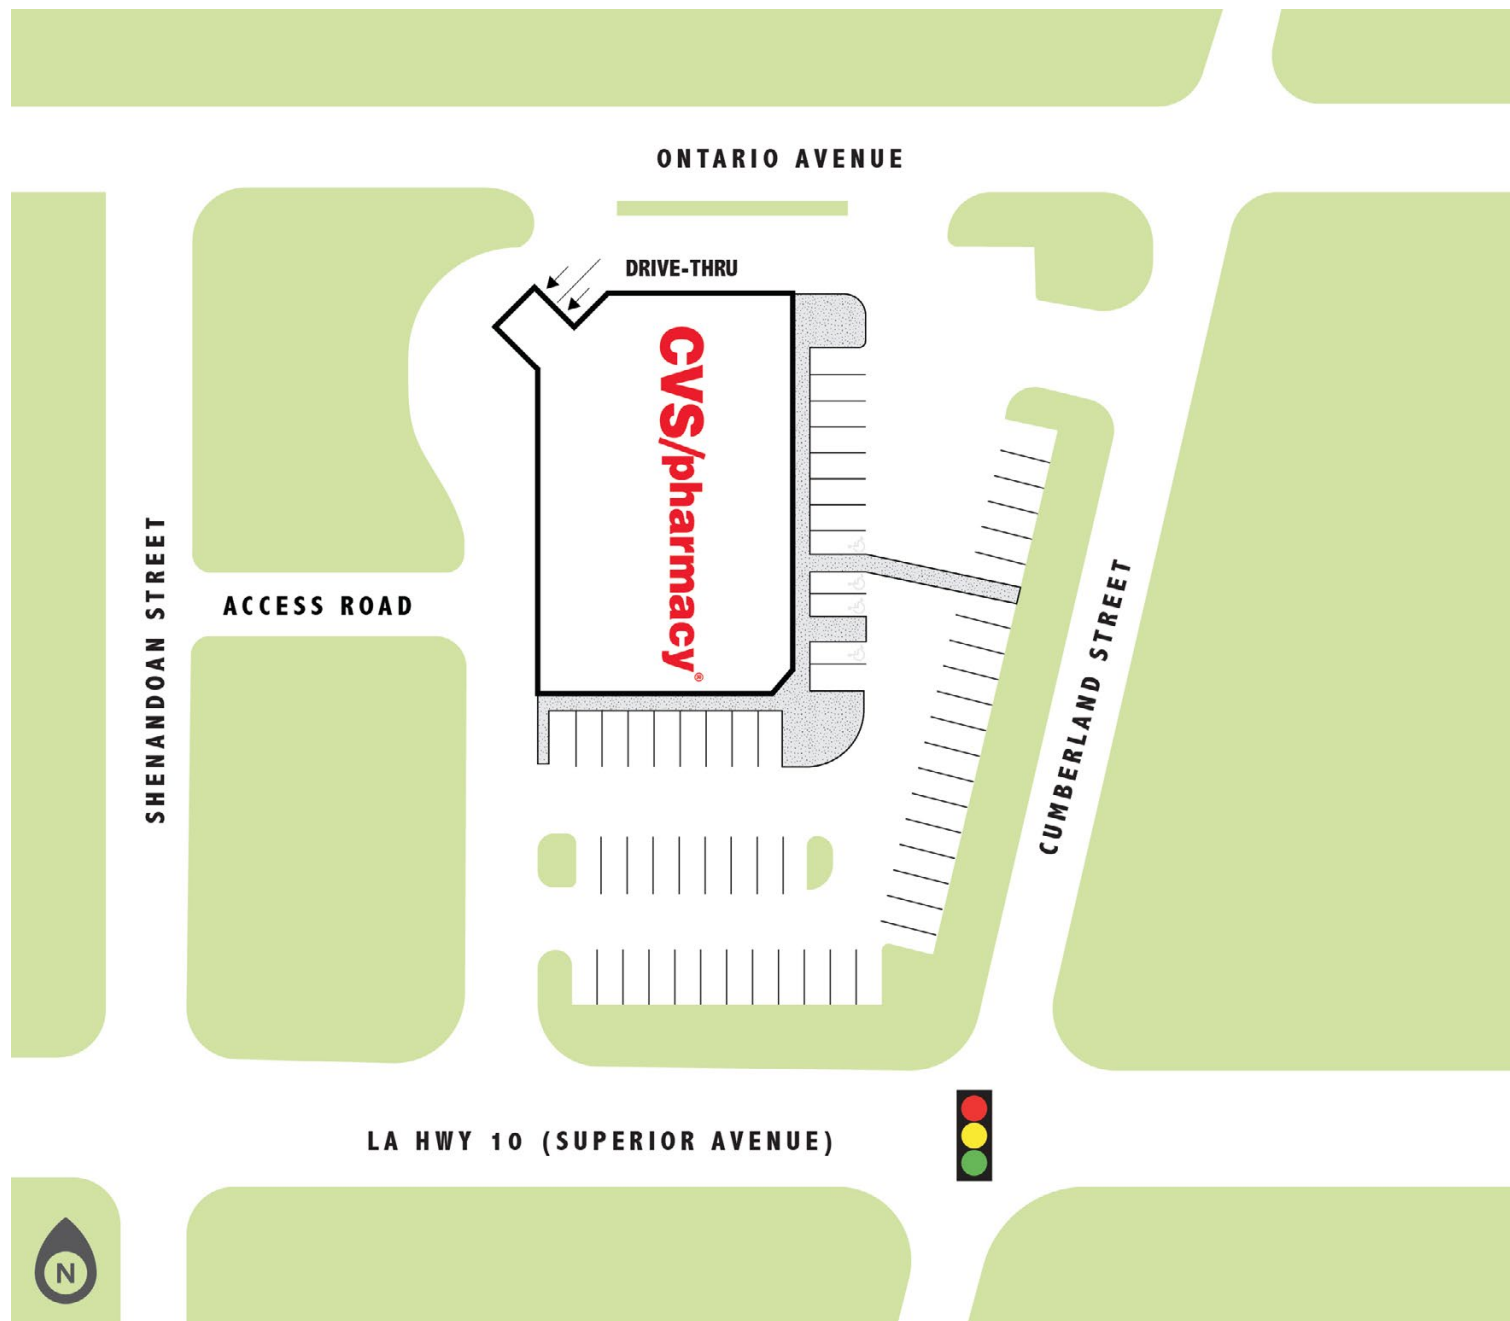 ONTARIO AVENUE
DRIVE-THRU
CVS/pharmacy®
SHENANDOAN STREET
ACCESS ROAD
CUMBERLAND STREET
LA HWY 10 (SUPERIOR AVENUE)
N